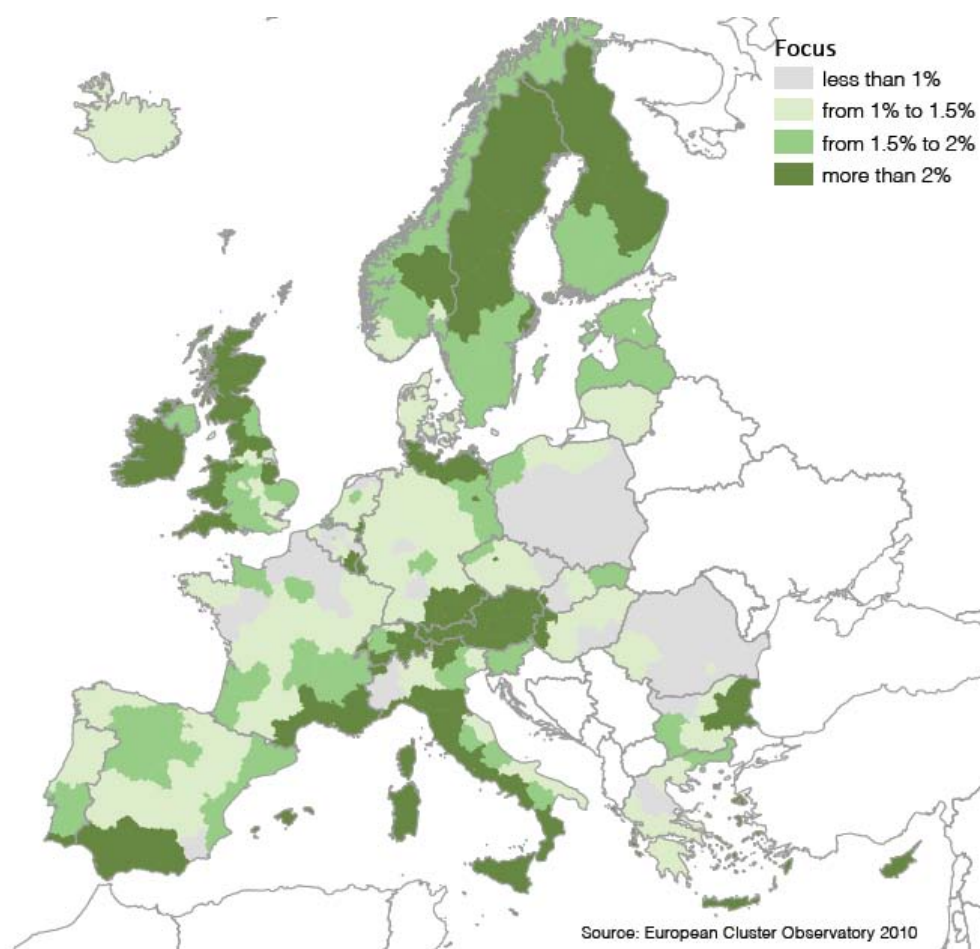 Focus
less than 1%
from 1% to 1.5%
from 1.5% to 2%
more than 2%
Source: European Cluster Observatory 2010